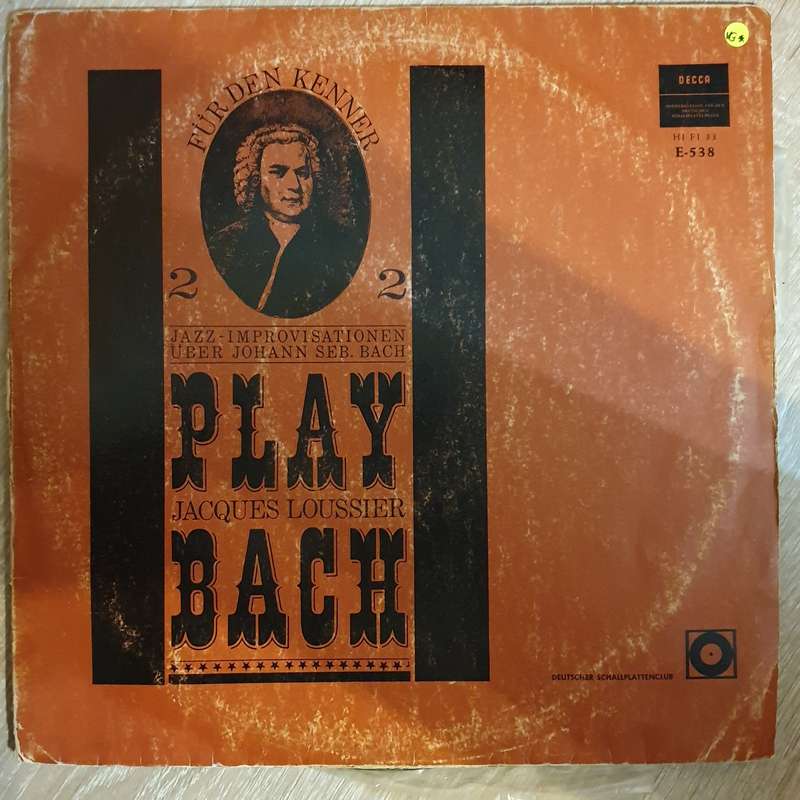 FÜR DEN KENNER
2 2
JAZZ-IMPROVISATIONEN
ÜBER JOHANN SEB. BACH
PLAY
JACQUES LOUSSIER
BACH
DECCA
DEUTSCHEN
HI FI 33
E-538
DEUTSCHER SCHALLPLATTENCLUB